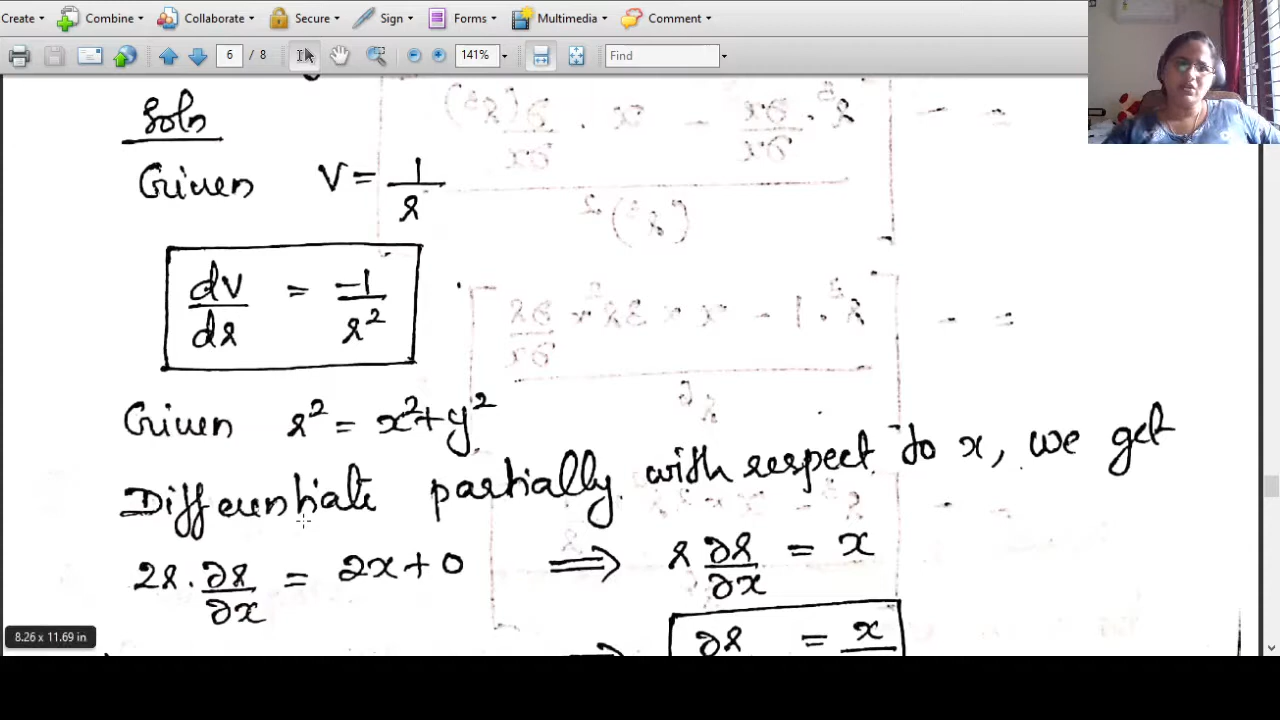 Create Combine Collaborate Secure Sign Forms Multimedia Comment
6 / 8 141% Find
Soln
Given V = 1/r
dV/dr = -1/r²
Given r² = x²+y²
Differentiate partially with respect to x, we get
2r · ∂r/∂x = 2x+0 ⟹ r ∂r/∂x = x
8.26 x 11.69 in
⟹ ∂r = x